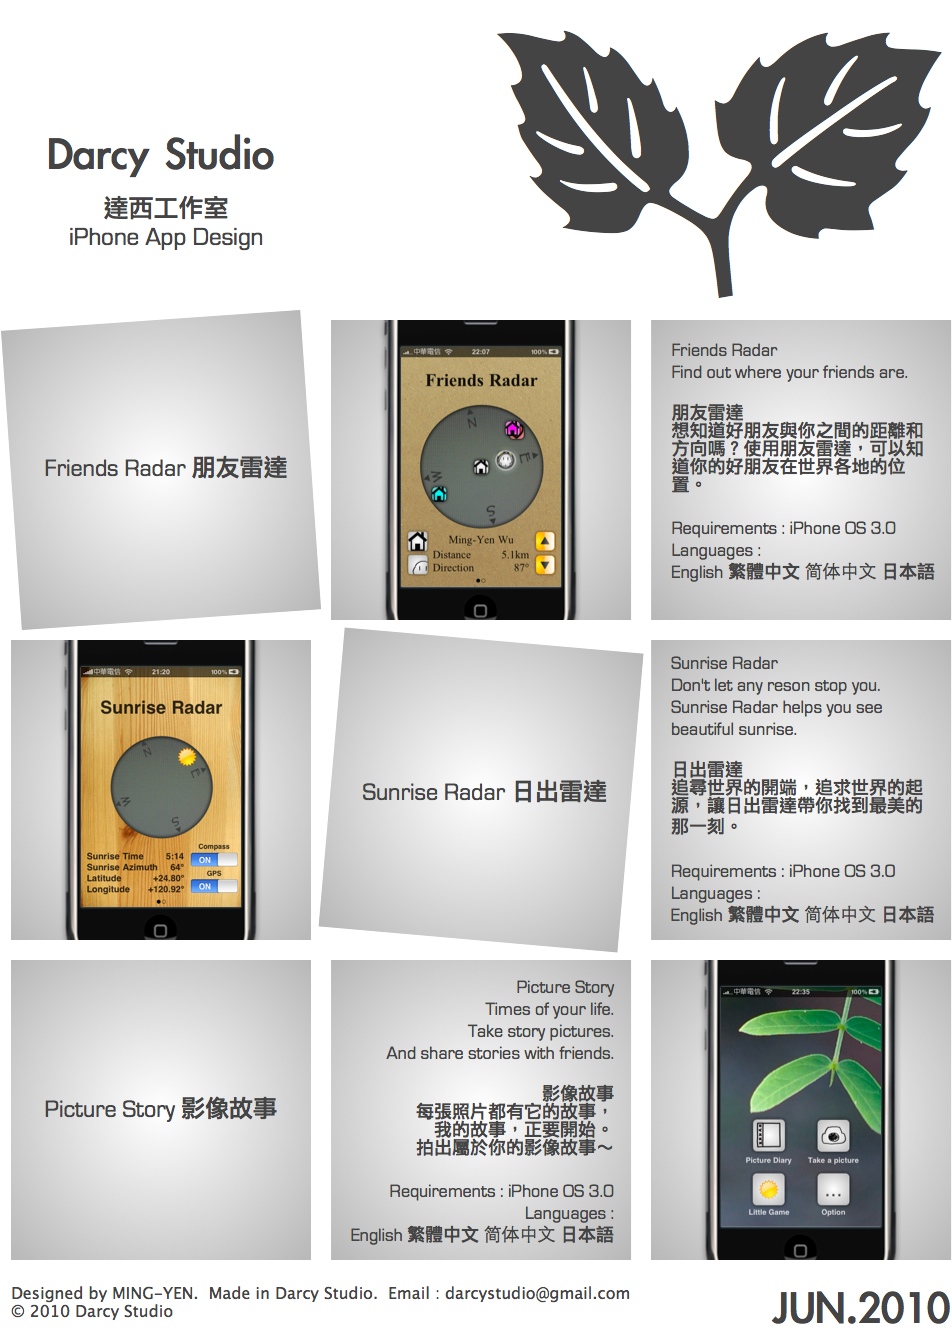 Darcy Studio
達西工作室
iPhone App Design
Friends Radar 朋友雷達
中華電信 22:07 100%
Friends Radar
N
E
W
S
Ming-Yen Wu
Distance 5.1km
Direction 87°
Friends Radar
Find out where your friends are.
朋友雷達
想知道好朋友與你之間的距離和
方向嗎？使用朋友雷達，可以知
道你的好朋友在世界各地的位
置。
Requirements : iPhone OS 3.0
Languages :
English 繁體中文 简体中文 日本語
中華電信 21:20 100%
Sunrise Radar
N
E
W
S
Compass
ON
GPS
ON
Sunrise Time 5:14
Sunrise Azimuth 64°
Latitude +24.80°
Longitude +120.92°
Sunrise Radar 日出雷達
Sunrise Radar
Don't let any reson stop you.
Sunrise Radar helps you see
beautiful sunrise.
日出雷達
追尋世界的開端，追求世界的起
源，讓日出雷達帶你找到最美的
那一刻。
Requirements : iPhone OS 3.0
Languages :
English 繁體中文 简体中文 日本語
Picture Story 影像故事
Picture Story
Times of your life.
Take story pictures.
And share stories with friends.
影像故事
每張照片都有它的故事，
我的故事，正要開始。
拍出屬於你的影像故事～
Requirements : iPhone OS 3.0
Languages :
English 繁體中文 简体中文 日本語
中華電信 22:35 100%
Picture Diary Take a picture
Little Game Option
Designed by MING-YEN. Made in Darcy Studio. Email : darcystudio@gmail.com
© 2010 Darcy Studio
JUN.2010